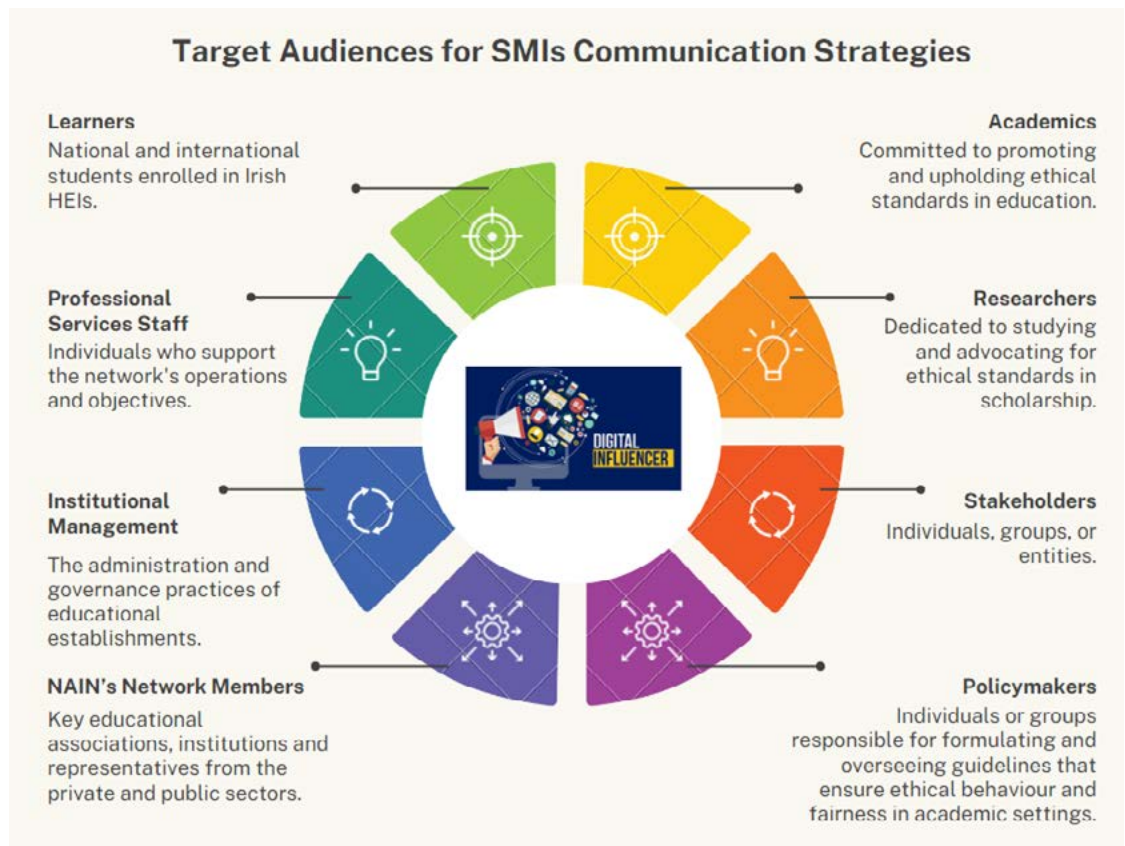 Target Audiences for SMIs Communication Strategies
Learners
National and international
students enrolled in Irish
HEIs.
Professional
Services Staff
Individuals who support
the network's operations
and objectives.
Institutional
Management
The administration and
governance practices of
educational
establishments.
NAIN's Network Members
Key educational
associations, institutions and
representatives from the
private and public sectors.
DIGITAL
INFLUENCER
Academics
Committed to promoting
and upholding ethical
standards in education.
Researchers
Dedicated to studying
and advocating for
ethical standards in
scholarship.
Stakeholders
Individuals, groups, or
entities.
Policymakers
Individuals or groups
responsible for formulating and
overseeing guidelines that
ensure ethical behaviour and
fairness in academic settings.